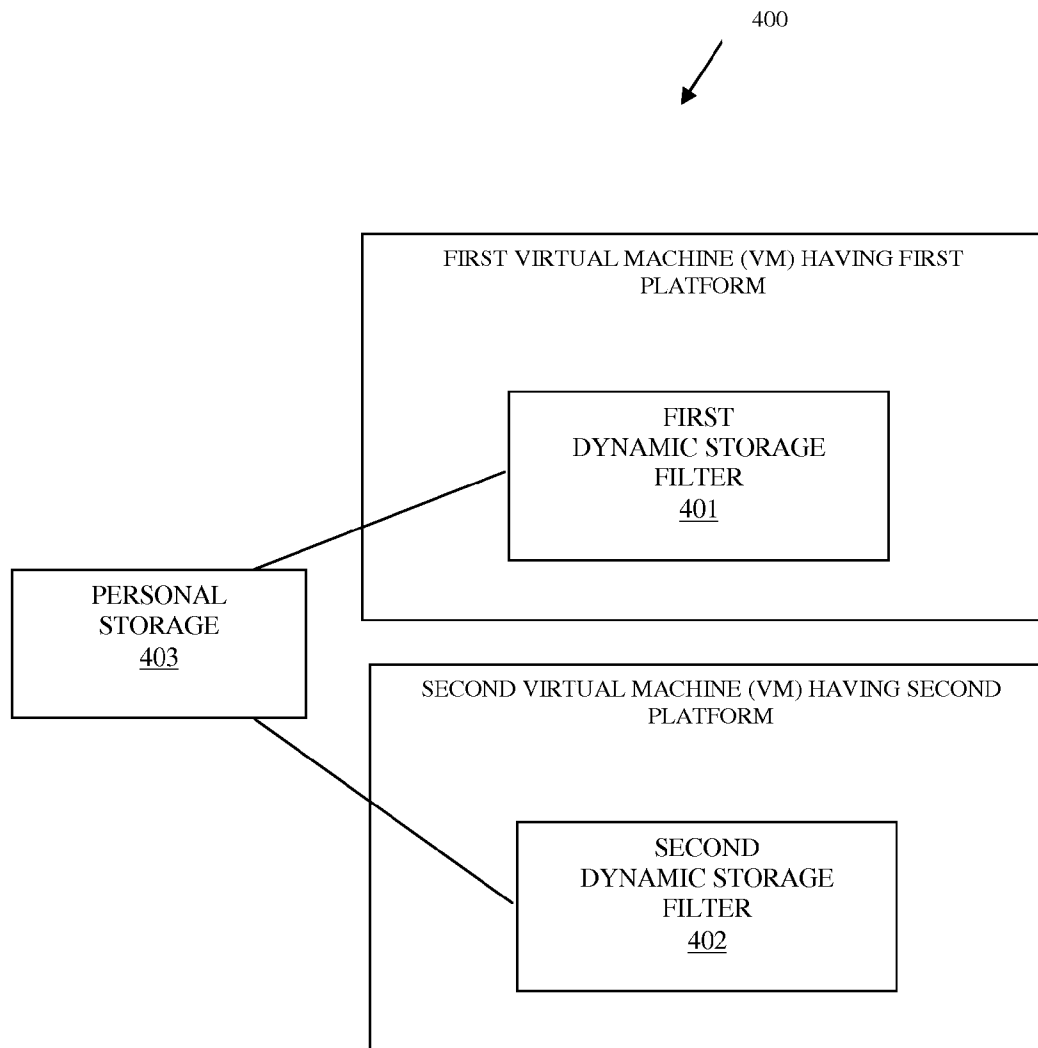 400
FIRST VIRTUAL MACHINE (VM) HAVING FIRST
PLATFORM
FIRST
DYNAMIC STORAGE
FILTER
401
PERSONAL
STORAGE
403
SECOND VIRTUAL MACHINE (VM) HAVING SECOND
PLATFORM
SECOND
DYNAMIC STORAGE
FILTER
402